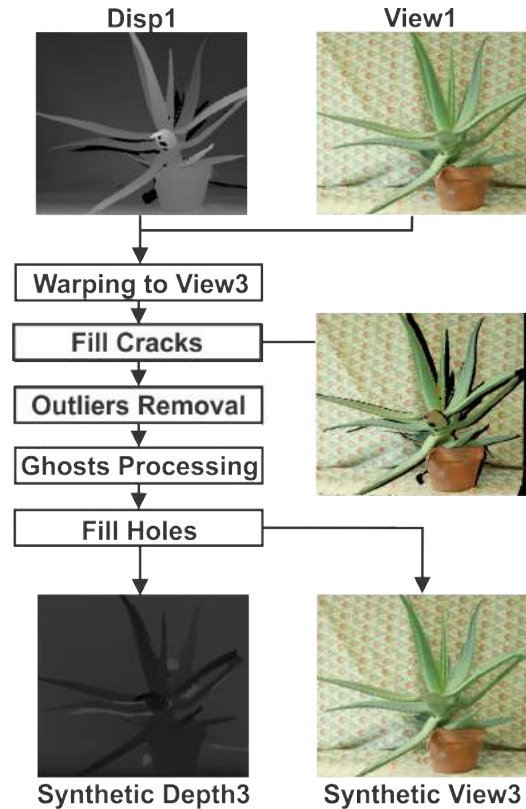 Disp1
View1
Warping to View3
Fill Cracks
Outliers Removal
Ghosts Processing
Fill Holes
Synthetic Depth3
Synthetic View3